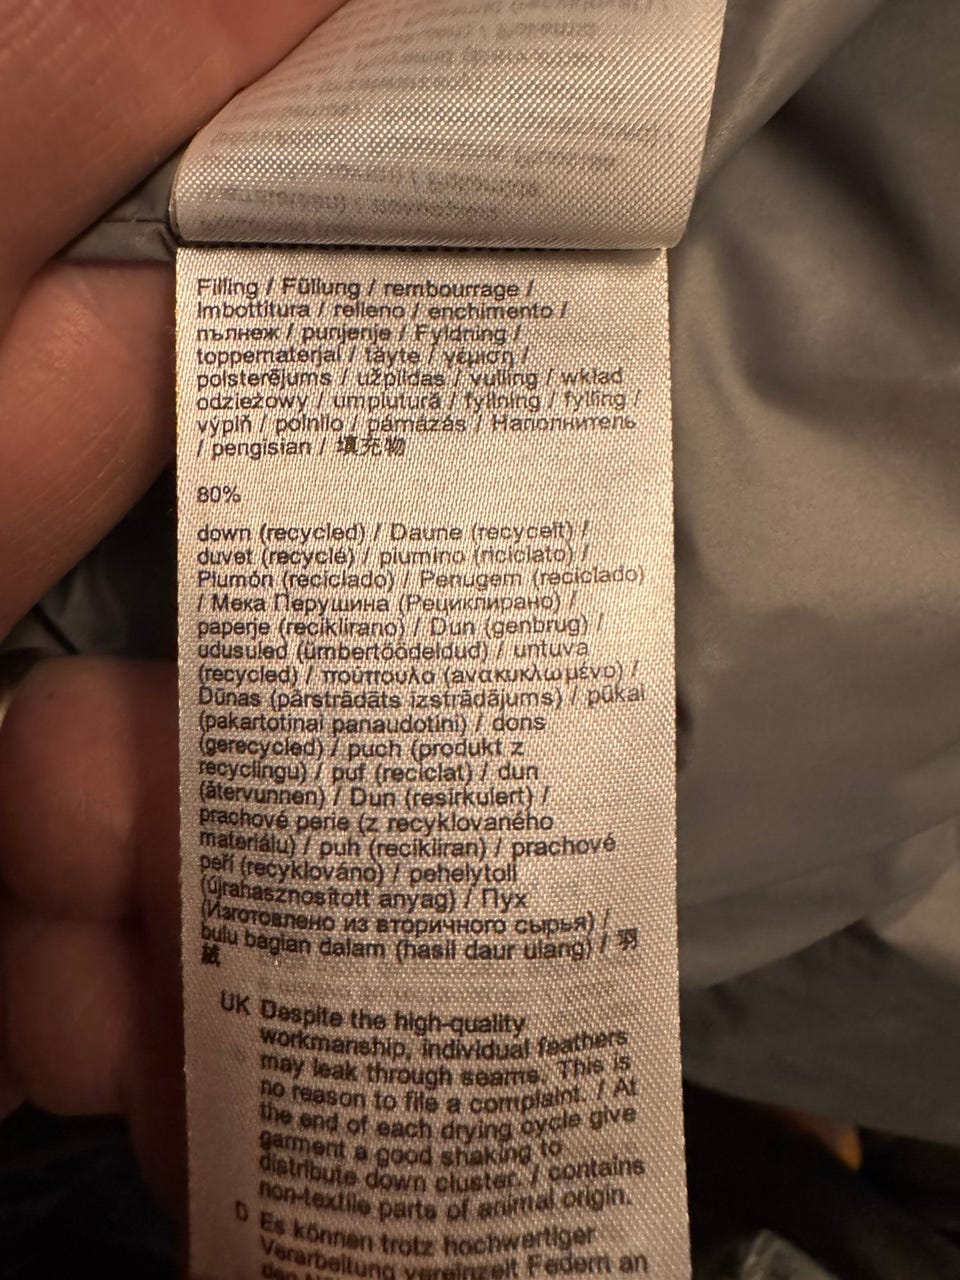 Filling / Füllung / rembourrage /
Imbottitura / relleno / enchimento /
пълнеж / punjenje / Fyldning /
toppematerjal / täyte / γέμιση /
polsterējums / užpildas / vulling / wkład
odzieżowy / umplutură / fyllning / fylling /
výplň / polnilo / pámázás / Наполнитель
/ pengisian / 填充物
80%
down (recycled) / Daune (recycelt) /
duvet (recyclé) / piumino (riciclato) /
Plumón (reciclado) / Penugem (reciclado)
/ Мека Перушина (Рециклирано) /
paperje (reciklirano) / Dun (genbrug) /
udusuled (ümbertöödeldud) / untuva
(recycled) / πούπουλο (ανακυκλωμένο) /
Dūnas (pārstrādāts izstrādājums) / pūkai
(pakartotinai panaudotini) / dons
(gerecycled) / puch (produkt z
recyclingu) / puf (reciclat) / dun
(återvunnen) / Dun (resirkulert) /
prachové perie (z recyklovaného
materiálu) / puh (recikliran) / prachové
peří (recyklováno) / pehelytoll
(újrahasznosított anyag) / Пух
(Изготовлено из вторичного сырья) /
bulu bagian dalam (hasil daur ulang) / 羽
絨
UK Despite the high-quality
workmanship, individual feathers
may leak through seams. This is
no reason to file a complaint. / At
the end of each drying cycle give
garment a good shaking to
distribute down cluster. / contains
non-textile parts of animal origin.
D Es können trotz hochwertiger
Verarbeitung vereinzelt Federn an
den